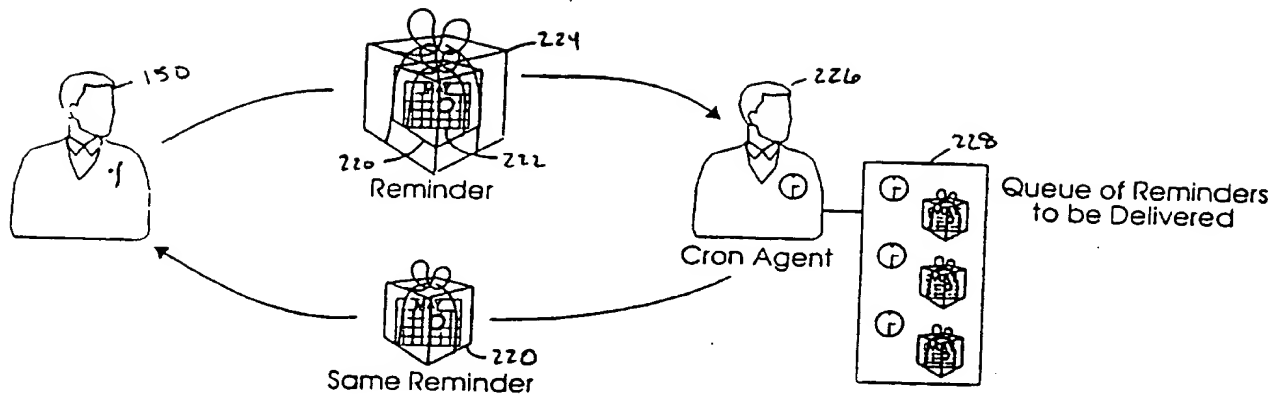 224
150
226
228
220
222
Reminder
Queue of Reminders
to be Delivered
Cron Agent
220
Same Reminder